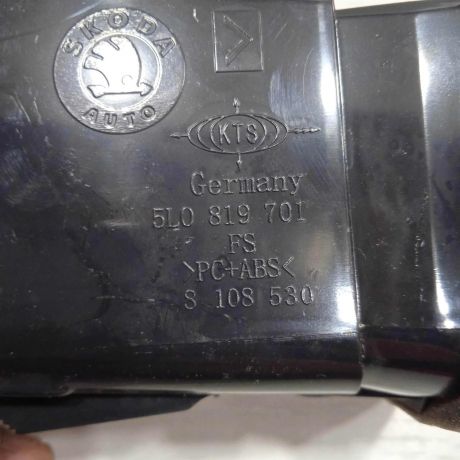 SKODA
AUTO
KTS
Germany
5L0 819 701
FS
>PC+ABS<
S 108 530